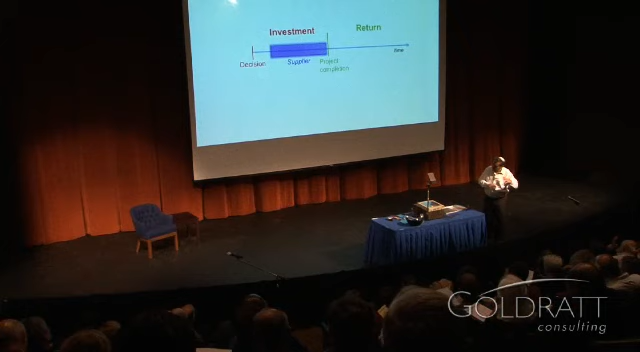 Investment
Return
time
Decision
Supplier
Project
completion
GOLDRATT
consulting